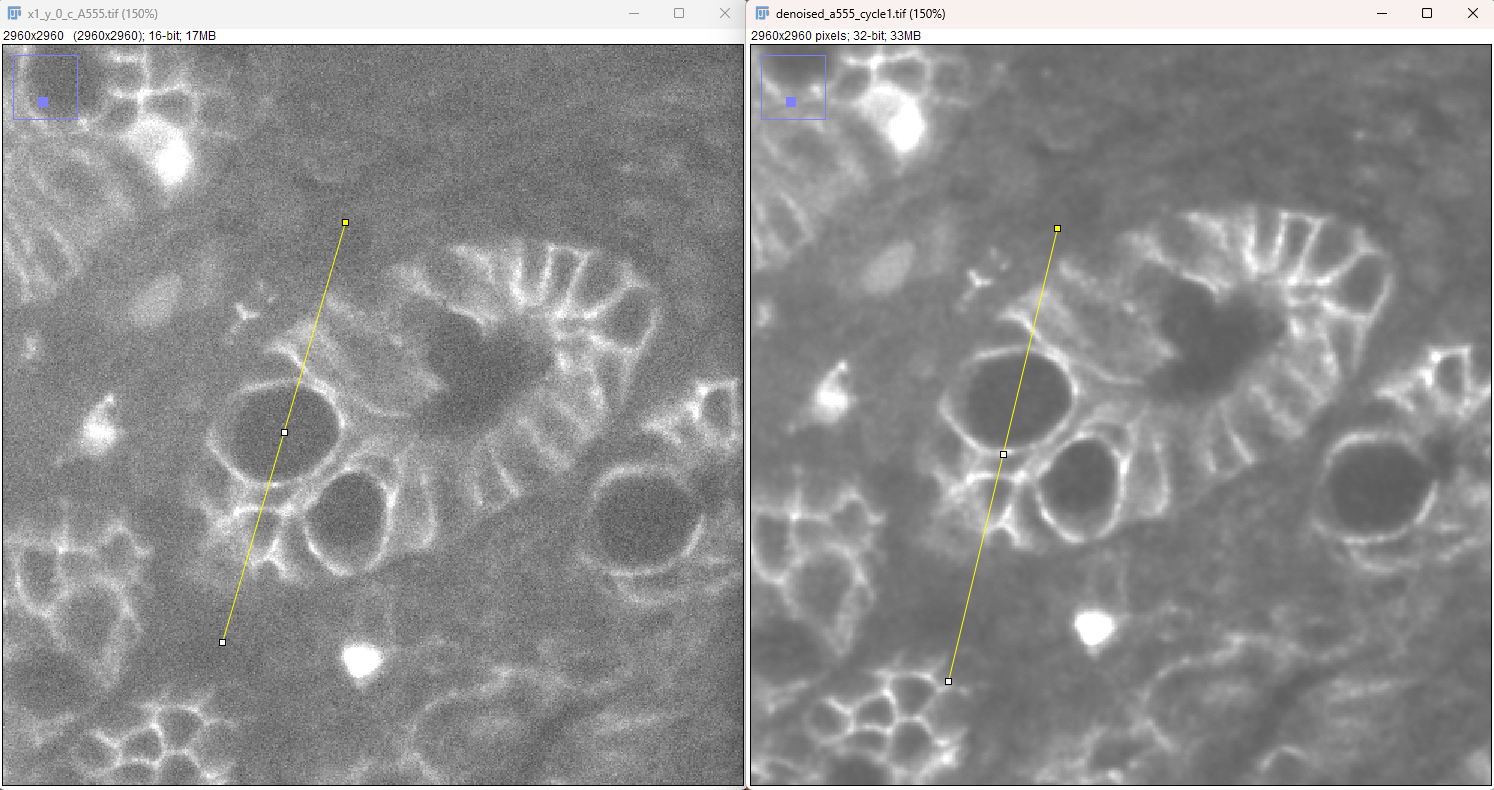 x1_y_0_c_A555.tif (150%)
2960x2960 (2960x2960); 16-bit; 17MB
denoised_a555_cycle1.tif (150%)
2960x2960 pixels; 32-bit; 33MB